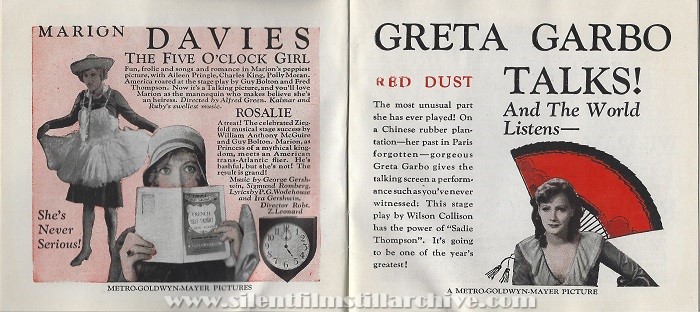 MARION DAVIES
THE FIVE O'CLOCK GIRL
Fun, frolic and songs and romance in Marion's peppiest
picture, with Aileen Pringle, Charles King, Polly Moran.
America roared at the stage play by Guy Bolton and Fred
Thompson. Now it's a Talking picture, and you'll love
Marion as the mannequin who makes believe she's
an heiress. Directed by Alfred Green. Kalmar and
Ruby's swellest music.
ROSALIE
A treat! The celebrated Zieg-
feld musical stage success by
William Anthony McGuire
and Guy Bolton. Marion, as
Princess of a mythical king-
dom, meets an American
trans-Atlantic flier. He's
bashful, but she's not! The
result is grand!
Music by George Gersh-
win, Sigmund Romberg.
Lyrics by P.G. Wodehouse
and Ira Gershwin.
Director Robt.
Z. Leonard
She's
Never
Serious!
FRENCH
METRO-GOLDWYN-MAYER PICTURES
GRETA GARBO
TALKS!
And The World
Listens—
RED DUST
The most unusual part
she has ever played! On
a Chinese rubber plan-
tation—her past in Paris
forgotten—gorgeous
Greta Garbo gives the
talking screen a perform-
ance such as you've never
witnessed! This stage
play by Wilson Collison
has the power of "Sadie
Thompson". It's going
to be one of the year's
greatest!
A METRO-GOLDWYN-MAYER PICTURE
www.silentfilmstillarchive.com